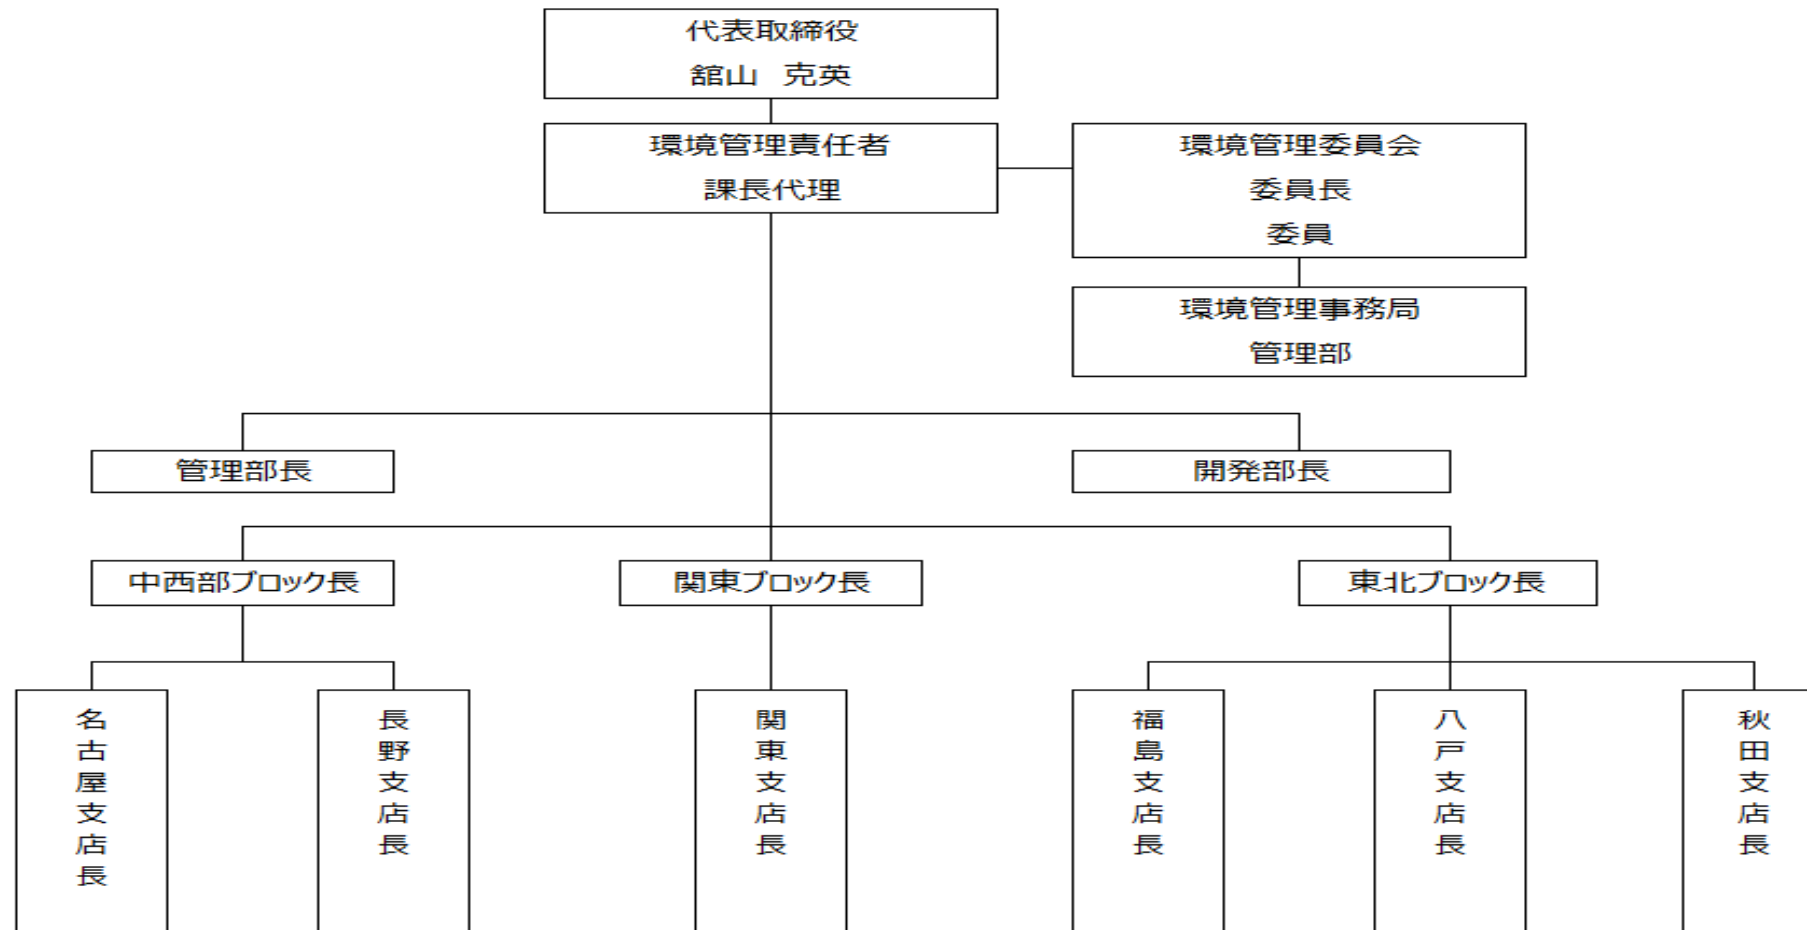 代表取締役
舘山　克英
環境管理責任者
課長代理
環境管理委員会
委員長
委員
環境管理事務局
管理部
管理部長
開発部長
中西部ブロック長
関東ブロック長
東北ブロック長
名古屋支店長
長野支店長
関東支店長
福島支店長
八戸支店長
秋田支店長